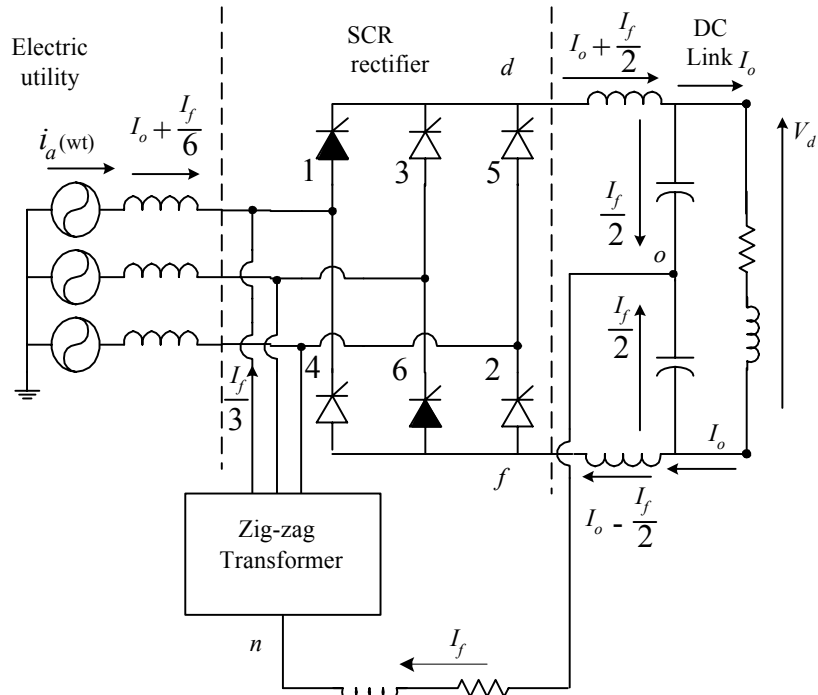 Electric
utility
SCR
rectifier
DC
Link
d
I_o + I_f/2
I_o
i_a(wt)
I_o + I_f/6
1
3
5
V_d
I_f/2
o
I_f/2
I_f/3
4
6
2
I_o
f
I_o - I_f/2
Zig-zag
Transformer
n
I_f